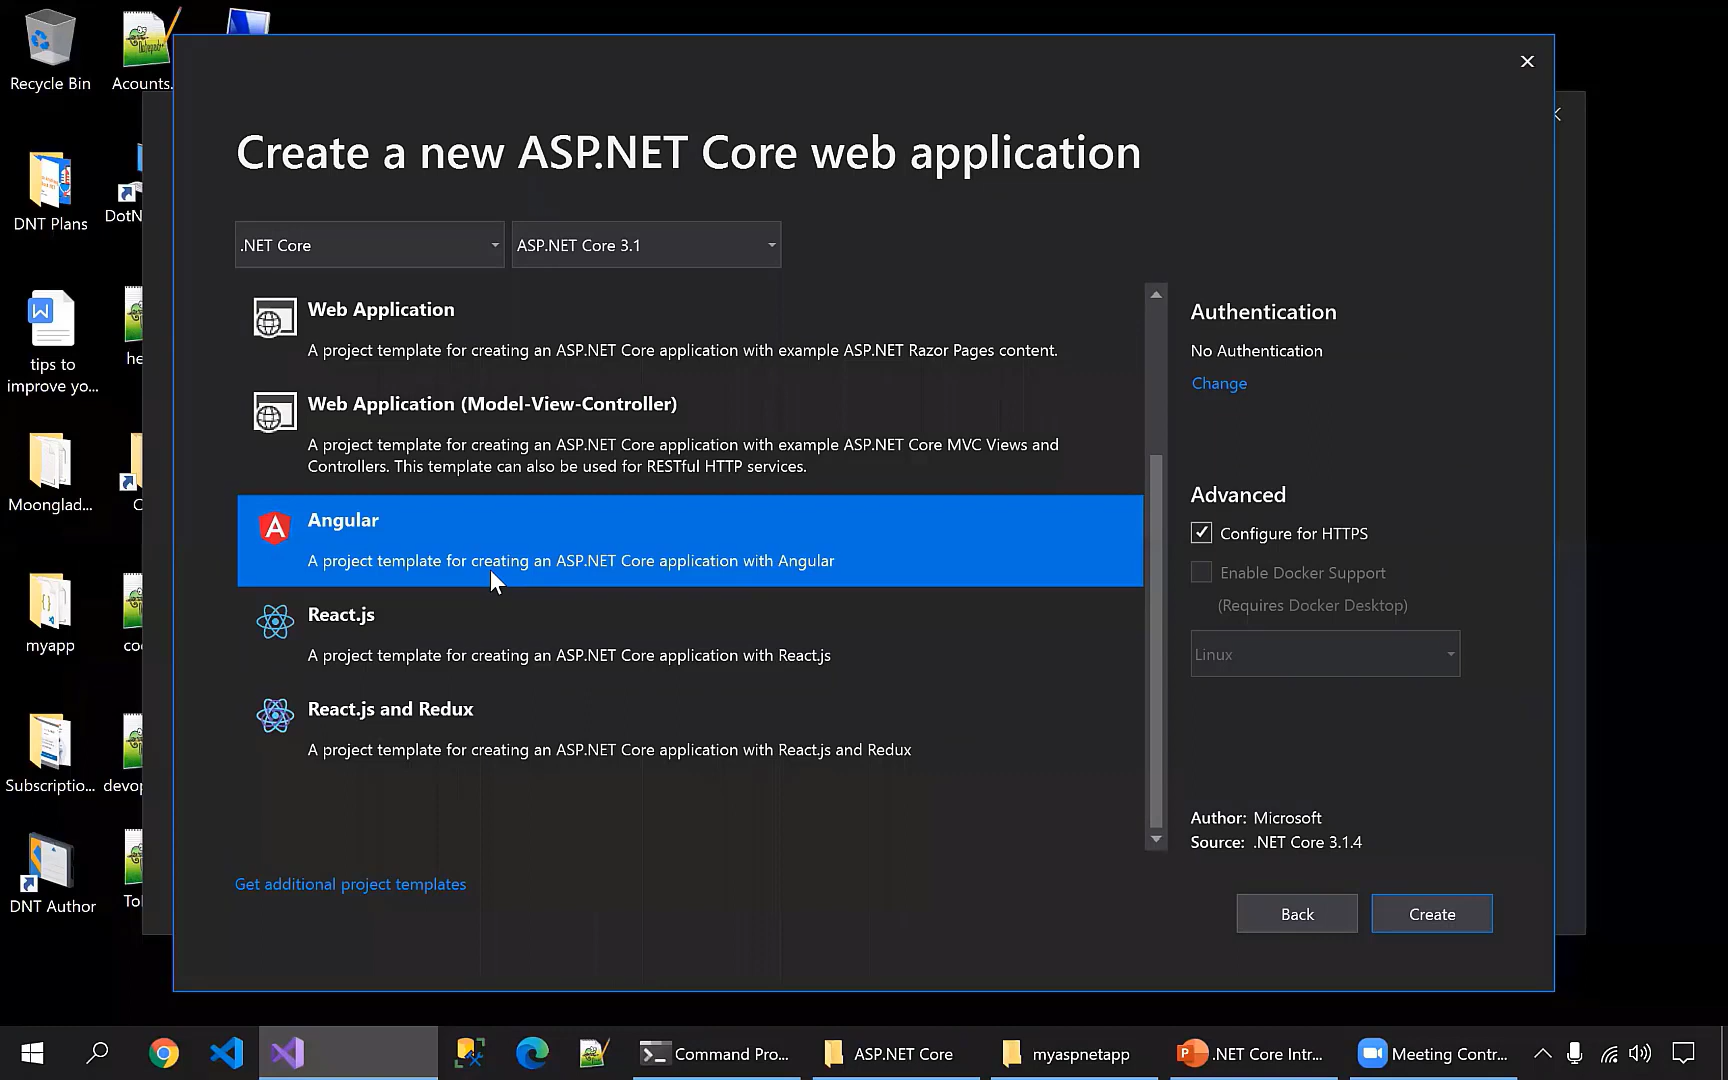 Recycle Bin
Acounts.
DNT Plans
DotN
tips to
improve yo...
he
Moonglad...
C
myapp
coo
Subscriptio...
devop
DNT Author
Tol
Create a new ASP.NET Core web application
.NET Core
ASP.NET Core 3.1
Web Application
A project template for creating an ASP.NET Core application with example ASP.NET Razor Pages content.
Web Application (Model-View-Controller)
A project template for creating an ASP.NET Core application with example ASP.NET Core MVC Views and
Controllers. This template can also be used for RESTful HTTP services.
Angular
A project template for creating an ASP.NET Core application with Angular
React.js
A project template for creating an ASP.NET Core application with React.js
React.js and Redux
A project template for creating an ASP.NET Core application with React.js and Redux
Get additional project templates
Authentication
No Authentication
Change
Advanced
Configure for HTTPS
Enable Docker Support
(Requires Docker Desktop)
Linux
Author: Microsoft
Source: .NET Core 3.1.4
Back
Create
Command Pro...
ASP.NET Core
myaspnetapp
.NET Core Intr...
Meeting Contr...